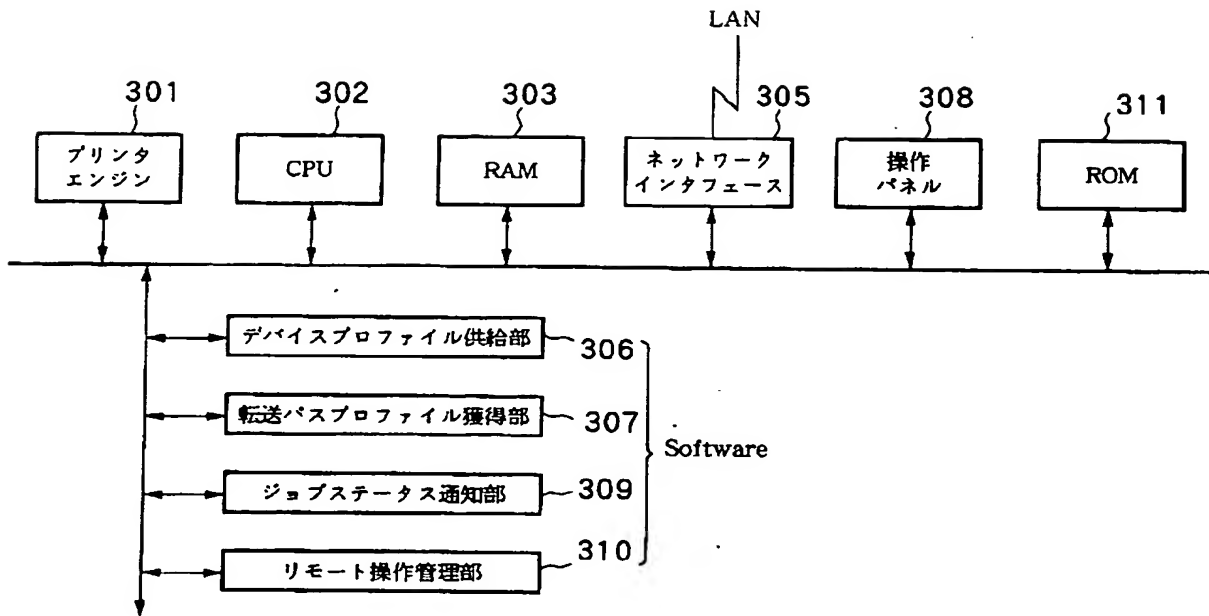 LAN
301
302
303
305
308
311
プリンタ
エンジン
CPU
RAM
ネットワーク
インタフェース
操作
パネル
ROM
デバイスプロファイル供給部
306
転送パスプロファイル獲得部
307
Software
ジョブステータス通知部
309
リモート操作管理部
310